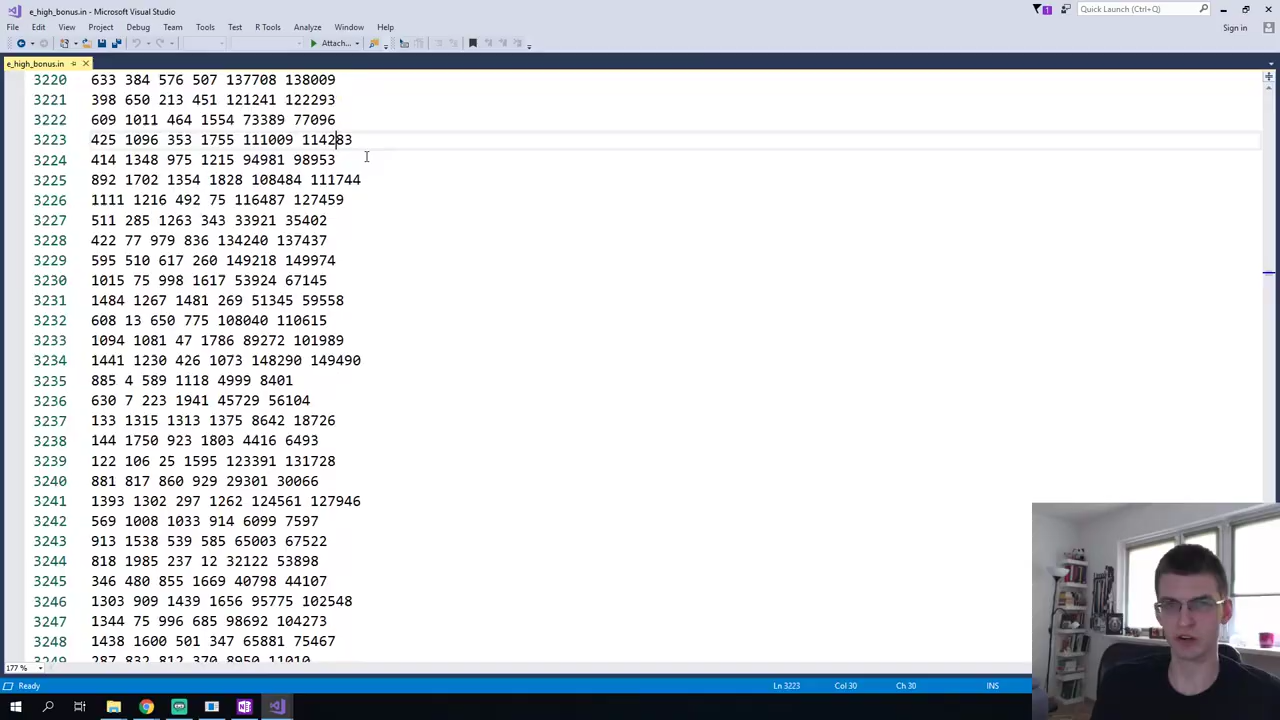 e_high_bonus.in - Microsoft Visual Studio
Quick Launch (Ctrl+Q)
File Edit View Project Debug Team Tools Test R Tools Analyze Window Help
Sign in
Attach...
e_high_bonus.in
3220 633 384 576 507 137708 138009
3221 398 650 213 451 121241 122293
3222 609 1011 464 1554 73389 77096
3223 425 1096 353 1755 111009 114283
3224 414 1348 975 1215 94981 98953
3225 892 1702 1354 1828 108484 111744
3226 1111 1216 492 75 116487 127459
3227 511 285 1263 343 33921 35402
3228 422 77 979 836 134240 137437
3229 595 510 617 260 149218 149974
3230 1015 75 998 1617 53924 67145
3231 1484 1267 1481 269 51345 59558
3232 608 13 650 775 108040 110615
3233 1094 1081 47 1786 89272 101989
3234 1441 1230 426 1073 148290 149490
3235 885 4 589 1118 4999 8401
3236 630 7 223 1941 45729 56104
3237 133 1315 1313 1375 8642 18726
3238 144 1750 923 1803 4416 6493
3239 122 106 25 1595 123391 131728
3240 881 817 860 929 29301 30066
3241 1393 1302 297 1262 124561 127946
3242 569 1008 1033 914 6099 7597
3243 913 1538 539 585 65003 67522
3244 818 1985 237 12 32122 53898
3245 346 480 855 1669 40798 44107
3246 1303 909 1439 1656 95775 102548
3247 1344 75 996 685 98692 104273
3248 1438 1600 501 347 65881 75467
3249 287 832 812 370 8950 11010
177 %
Ready Ln 3223 Col 30 Ch 30 INS